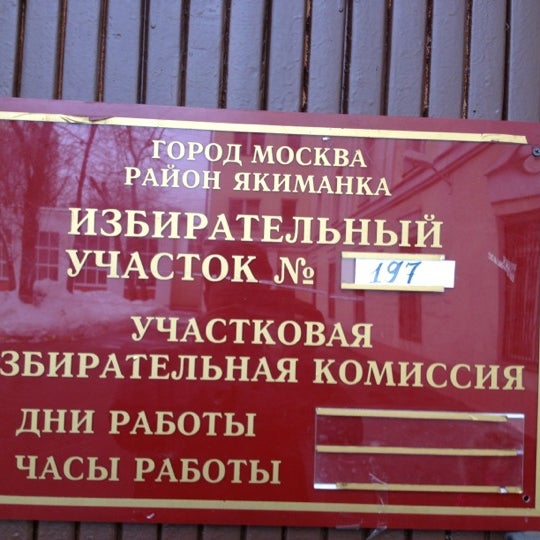 ГОРОД МОСКВА
РАЙОН ЯКИМАНКА
ИЗБИРАТЕЛЬНЫЙ
УЧАСТОК № 197
УЧАСТКОВАЯ
ЗБИРАТЕЛЬНАЯ КОМИССИЯ
ДНИ РАБОТЫ
ЧАСЫ РАБОТЫ